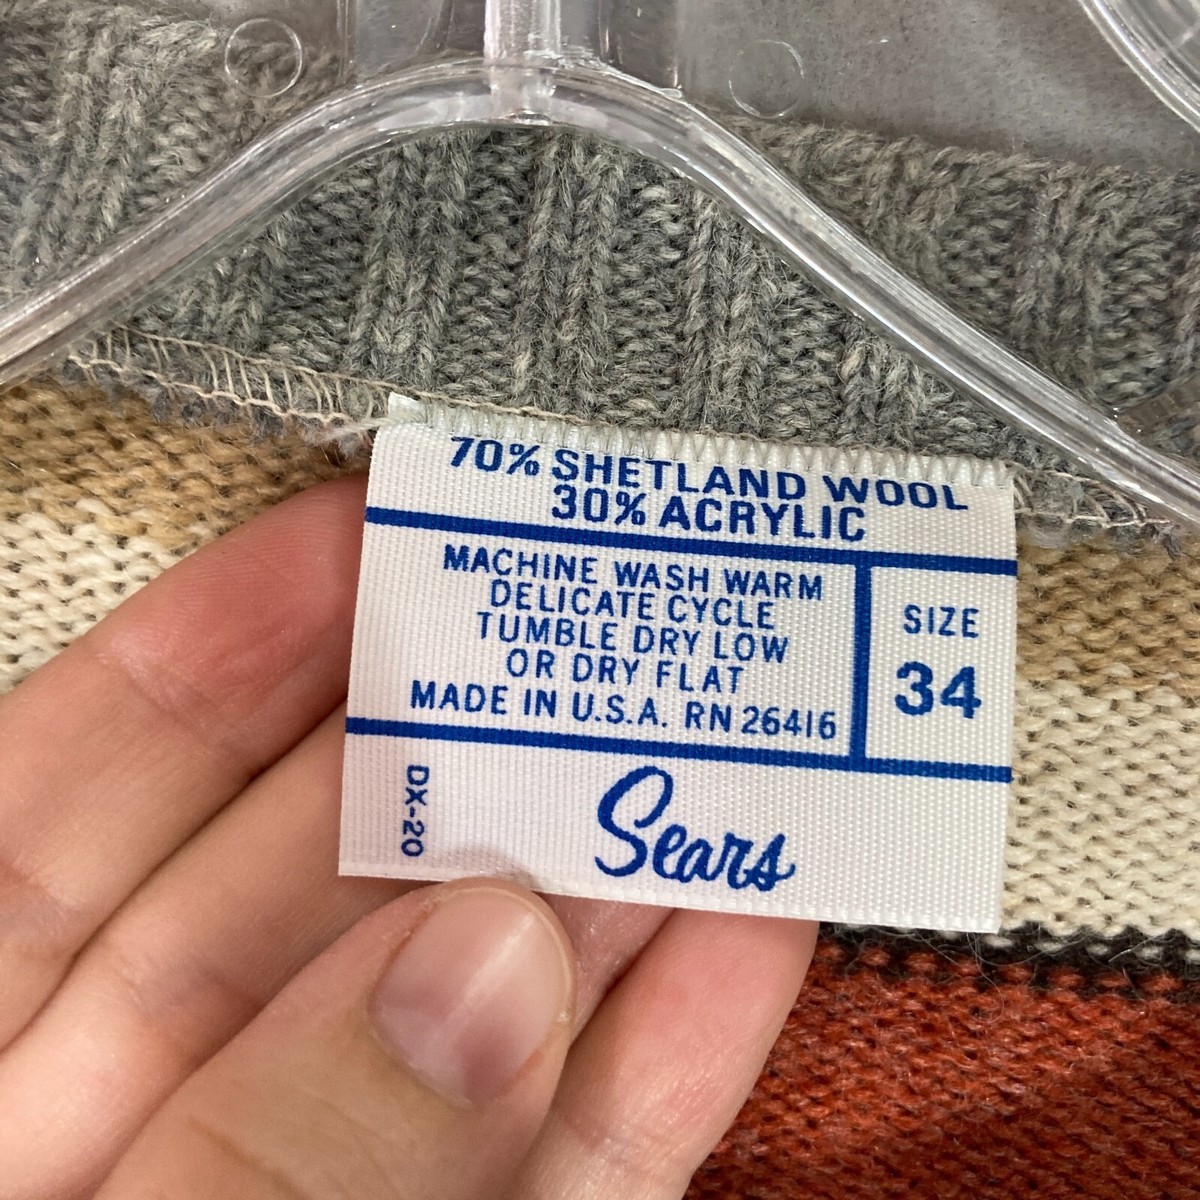 70% SHETLAND WOOL
30% ACRYLIC
MACHINE WASH WARM
DELICATE CYCLE
TUMBLE DRY LOW
OR DRY FLAT
MADE IN U.S.A. RN 26416
SIZE
34
DX-20
Sears